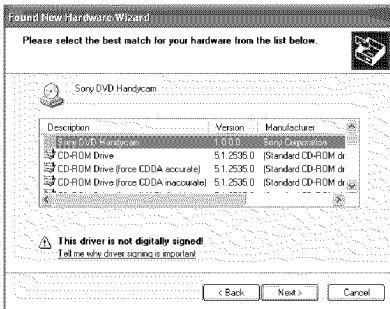 Found New Hardware Wizard
Please select the best match for your hardware from the list below.
Sony DVD Handycam
Description Version Manufacturer
Sony DVD Handycam 1.0.0.0 Sony Corporation
CD-ROM Drive 5.1.2535.0 (Standard CD-ROM dr
CD-ROM Drive (force CDDA accurate) 5.1.2535.0 (Standard CD-ROM dr
CD-ROM Drive (force CDDA inaccurate) 5.1.2535.0 (Standard CD-ROM dr
This driver is not digitally signed!
Tell me why driver signing is important
< Back Next > Cancel